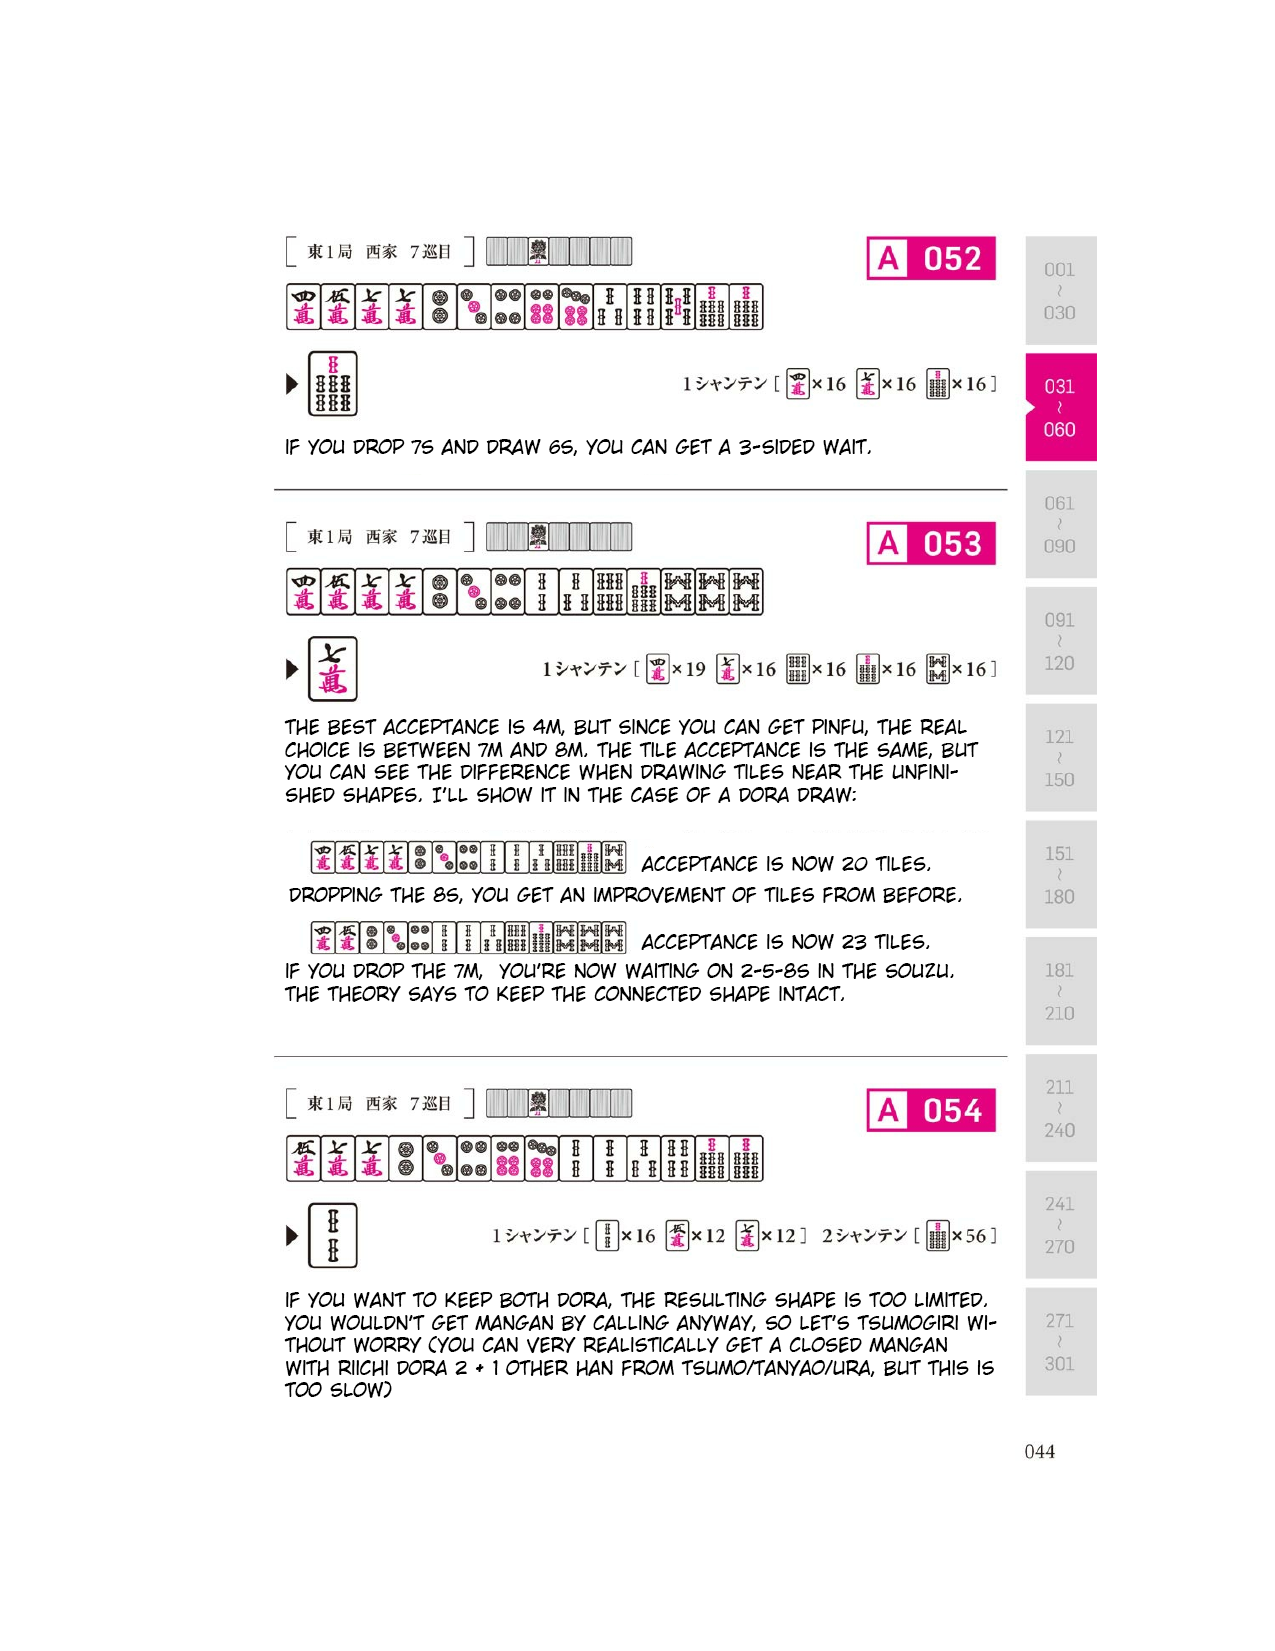 [ 東1局 西家 7巡目 ]
A 052
1シャンテン [ ×16 ×16 ×16 ]
IF YOU DROP 7S AND DRAW 6S, YOU CAN GET A 3-SIDED WAIT.
[ 東1局 西家 7巡目 ]
A 053
1シャンテン [ ×19 ×16 ×16 ×16 ×16 ]
THE BEST ACCEPTANCE IS 4M, BUT SINCE YOU CAN GET PINFU, THE REAL
CHOICE IS BETWEEN 7M AND 8M. THE TILE ACCEPTANCE IS THE SAME, BUT
YOU CAN SEE THE DIFFERENCE WHEN DRAWING TILES NEAR THE UNFINI-
SHED SHAPES. I'LL SHOW IT IN THE CASE OF A DORA DRAW:
ACCEPTANCE IS NOW 20 TILES.
DROPPING THE 8S, YOU GET AN IMPROVEMENT OF TILES FROM BEFORE.
ACCEPTANCE IS NOW 23 TILES.
IF YOU DROP THE 7M, YOU'RE NOW WAITING ON 2-5-8S IN THE SOUZU.
THE THEORY SAYS TO KEEP THE CONNECTED SHAPE INTACT.
[ 東1局 西家 7巡目 ]
A 054
1シャンテン [ ×16 ×12 ×12 ] 2シャンテン [ ×56 ]
IF YOU WANT TO KEEP BOTH DORA, THE RESULTING SHAPE IS TOO LIMITED.
YOU WOULDN'T GET MANGAN BY CALLING ANYWAY, SO LET'S TSUMOGIRI WI-
THOUT WORRY (YOU CAN VERY REALISTICALLY GET A CLOSED MANGAN
WITH RIICHI DORA 2 + 1 OTHER HAN FROM TSUMO/TANYAO/URA, BUT THIS IS
TOO SLOW)
001
~
030
031
~
060
061
~
090
091
~
120
121
~
150
151
~
180
181
~
210
211
~
240
241
~
270
271
~
301
044